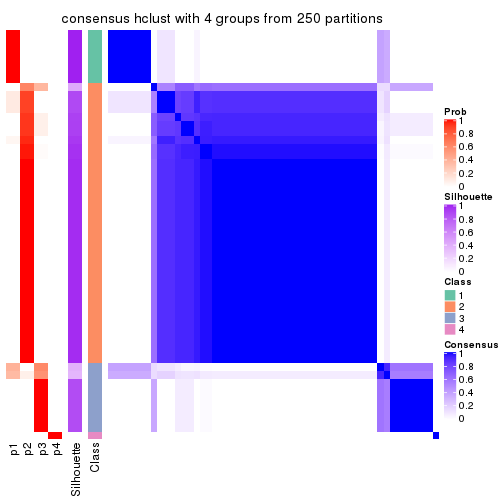 consensus hclust with 4 groups from 250 partitions
Prob
1
0.8
0.6
0.4
0.2
0
Silhouette
1
0.8
0.6
0.4
0.2
0
Class
1
2
3
4
Consensus
1
0.8
0.6
0.4
0.2
0
p1
p2
p3
p4
Silhouette
Class